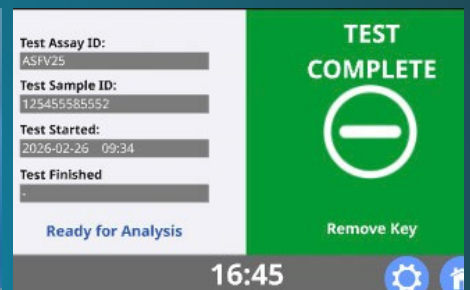 Test Assay ID:
ASFV25
Test Sample ID:
125455585552
Test Started:
2026-02-26 09:34
Test Finished
-
Ready for Analysis
TEST
COMPLETE
Remove Key
16:45